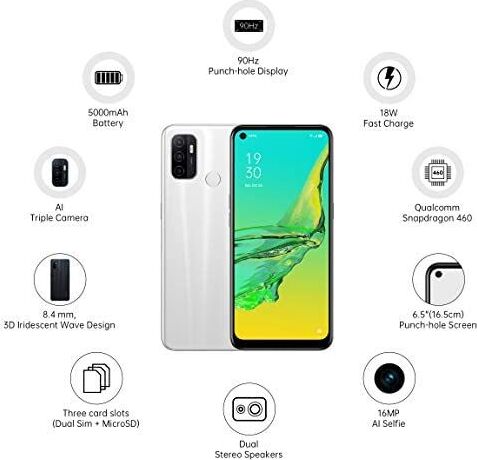 90Hz
90Hz
Punch-hole Display
5000mAh
Battery
18W
Fast Charge
19
30
AI
Triple Camera
460
Qualcomm
Snapdragon 460
8.4 mm,
3D Iridescent Wave Design
6.5"(16.5cm)
Punch-hole Screen
Three card slots
(Dual Sim + MicroSD)
Dual
Stereo Speakers
16MP
AI Selfie